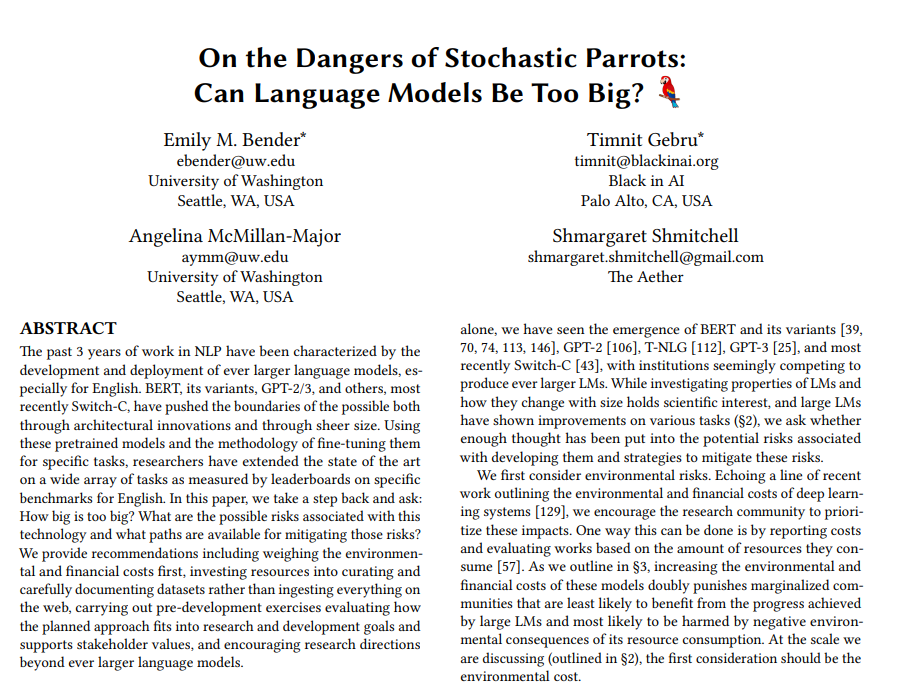 On the Dangers of Stochastic Parrots:
Can Language Models Be Too Big? 🦜
Emily M. Bender*
ebender@uw.edu
University of Washington
Seattle, WA, USA
Timnit Gebru*
timnit@blackinai.org
Black in AI
Palo Alto, CA, USA
Angelina McMillan-Major
aymm@uw.edu
University of Washington
Seattle, WA, USA
Shmargaret Shmitchell
shmargaret.shmitchell@gmail.com
The Aether
ABSTRACT
The past 3 years of work in NLP have been characterized by the
development and deployment of ever larger language models, es-
pecially for English. BERT, its variants, GPT-2/3, and others, most
recently Switch-C, have pushed the boundaries of the possible both
through architectural innovations and through sheer size. Using
these pretrained models and the methodology of fine-tuning them
for specific tasks, researchers have extended the state of the art
on a wide array of tasks as measured by leaderboards on specific
benchmarks for English. In this paper, we take a step back and ask:
How big is too big? What are the possible risks associated with this
technology and what paths are available for mitigating those risks?
We provide recommendations including weighing the environmen-
tal and financial costs first, investing resources into curating and
carefully documenting datasets rather than ingesting everything on
the web, carrying out pre-development exercises evaluating how
the planned approach fits into research and development goals and
supports stakeholder values, and encouraging research directions
beyond ever larger language models.
alone, we have seen the emergence of BERT and its variants [39,
70, 74, 113, 146], GPT-2 [106], T-NLG [112], GPT-3 [25], and most
recently Switch-C [43], with institutions seemingly competing to
produce ever larger LMs. While investigating properties of LMs and
how they change with size holds scientific interest, and large LMs
have shown improvements on various tasks (§2), we ask whether
enough thought has been put into the potential risks associated
with developing them and strategies to mitigate these risks.
We first consider environmental risks. Echoing a line of recent
work outlining the environmental and financial costs of deep learn-
ing systems [129], we encourage the research community to priori-
tize these impacts. One way this can be done is by reporting costs
and evaluating works based on the amount of resources they con-
sume [57]. As we outline in §3, increasing the environmental and
financial costs of these models doubly punishes marginalized com-
munities that are least likely to benefit from the progress achieved
by large LMs and most likely to be harmed by negative environ-
mental consequences of its resource consumption. At the scale we
are discussing (outlined in §2), the first consideration should be the
environmental cost.